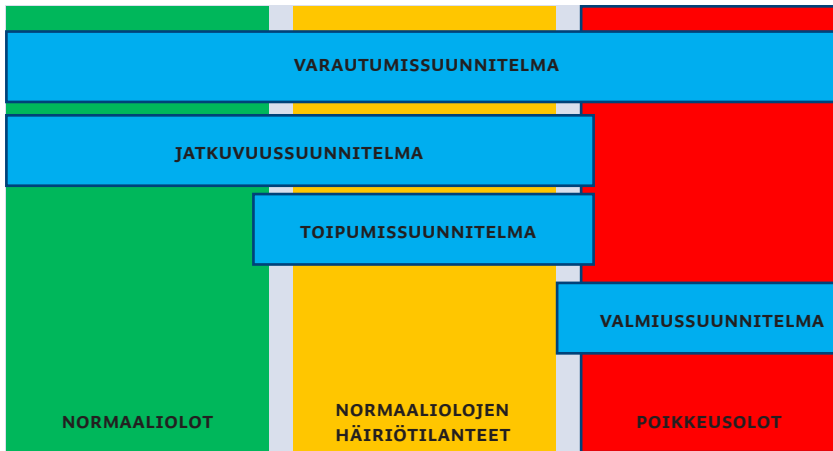 VARAUTUMISSUUNNITELMA
JATKUVUUSSUUNNITELMA
TOIPUMISSUUNNITELMA
VALMIUSSUUNNITELMA
NORMAALIOLOT
NORMAALIOLOJEN
HÄIRIÖTILANTEET
POIKKEUSOLOT